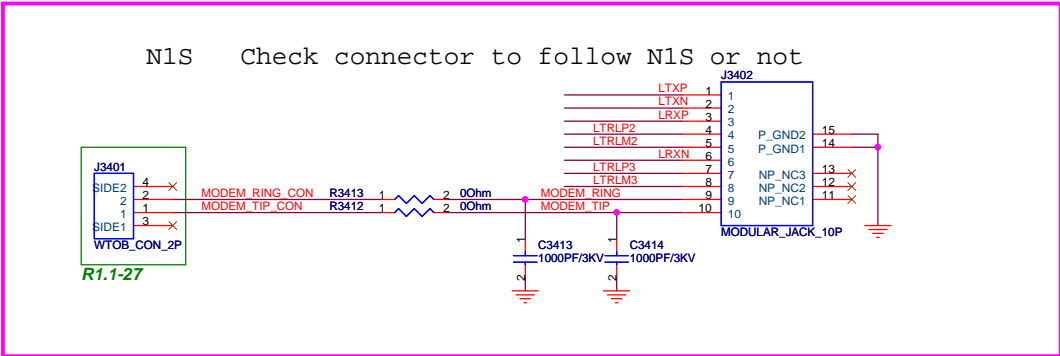 N1S Check connector to follow N1S or not
J3402
LTXP 1 1
LTXN 2 2
LRXP 3 3
LTRLP2 4 4 P_GND2 15
LTRLM2 5 5 P_GND1 14
LRXN 6 6
LTRLP3 7 7 NP_NC3 13
LTRLM3 8 8 NP_NC2 12
MODEM_RING 9 9 NP_NC1 11
MODEM_TIP 10 10
MODULAR_JACK_10P
J3401
SIDE2 4
2 2 MODEM_RING_CON R3413 1 2 0Ohm
1 1 MODEM_TIP_CON R3412 1 2 0Ohm
SIDE1 3
WTOB_CON_2P
R1.1-27
1 C3413
1000PF/3KV
2
1 C3414
1000PF/3KV
2